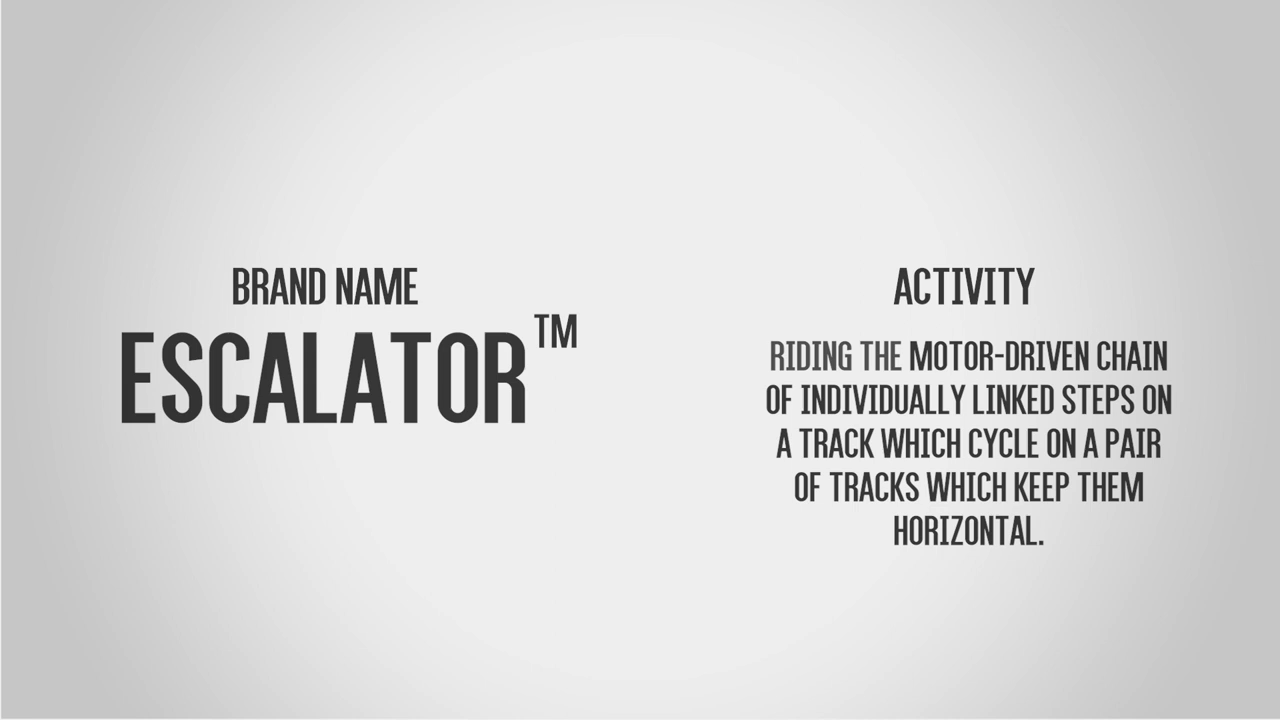 BRAND NAME
ESCALATOR™
ACTIVITY
RIDING THE MOTOR-DRIVEN CHAIN
OF INDIVIDUALLY LINKED STEPS ON
A TRACK WHICH CYCLE ON A PAIR
OF TRACKS WHICH KEEP THEM
HORIZONTAL.